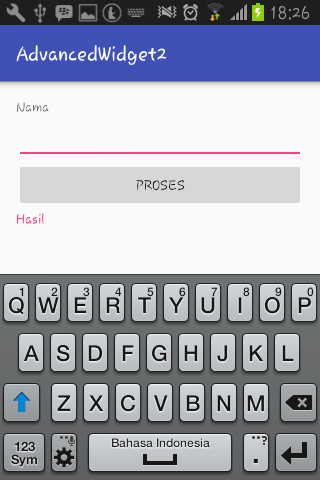 18:26
AdvancedWidget2
Nama
PROSES
Hasil
1 2 3 4 5 6 7 8 9 0
Q W E R T Y U I O P
A S D F G H J K L
Z X C V B N M
123 Sym Bahasa Indonesia . ...?